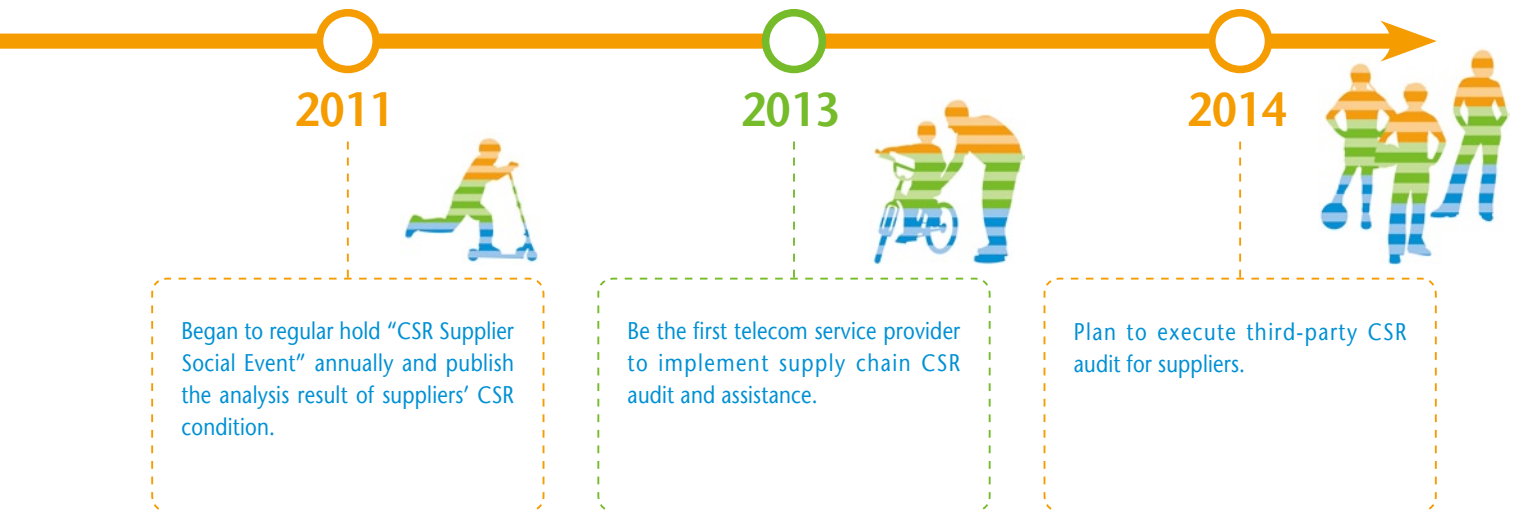 2011
Began to regular hold “CSR Supplier
Social Event” annually and publish
the analysis result of suppliers’ CSR
condition.
2013
Be the first telecom service provider
to implement supply chain CSR
audit and assistance.
2014
Plan to execute third-party CSR
audit for suppliers.